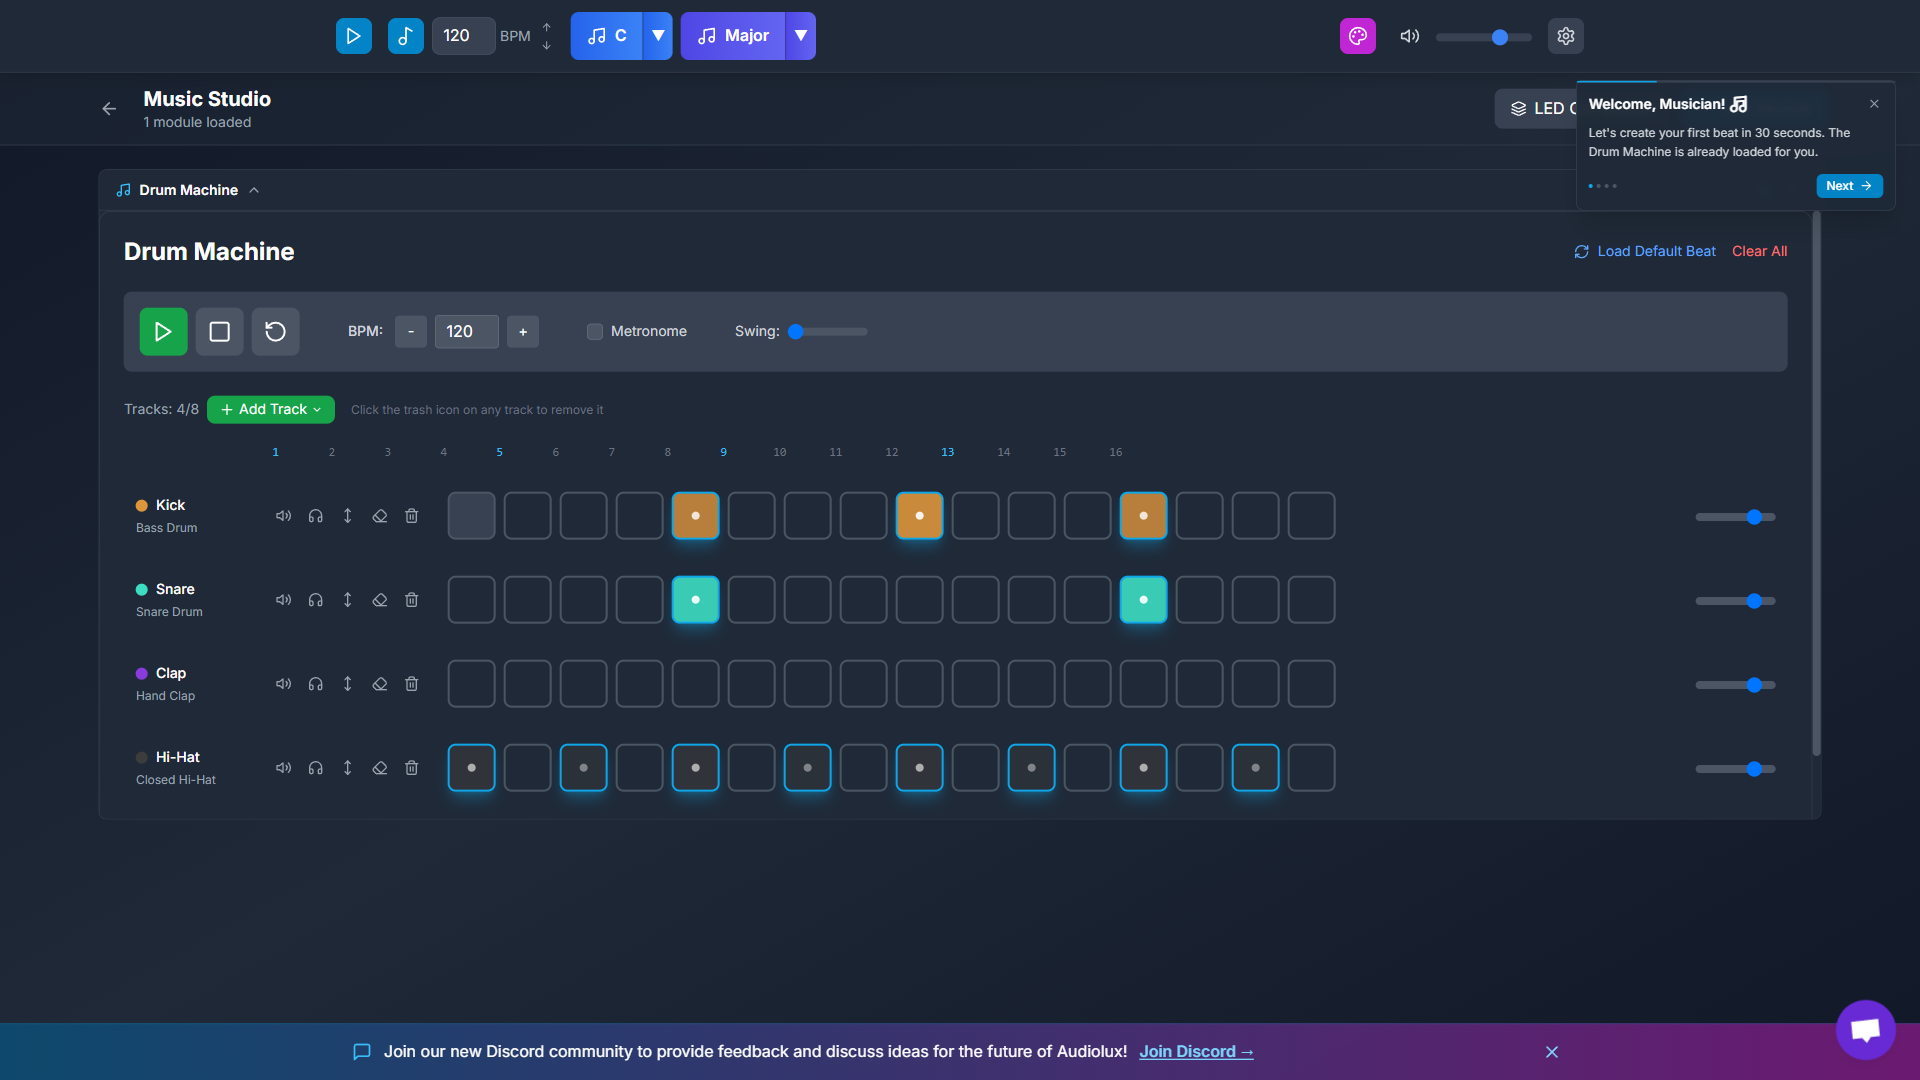 120 BPM C Major
Music Studio
1 module loaded
LED C
Welcome, Musician!
Let's create your first beat in 30 seconds. The
Drum Machine is already loaded for you.
Next
Drum Machine
Drum Machine
Load Default Beat Clear All
BPM: - 120 + Metronome Swing:
Tracks: 4/8 + Add Track Click the trash icon on any track to remove it
1 2 3 4 5 6 7 8 9 10 11 12 13 14 15 16
Kick
Bass Drum
Snare
Snare Drum
Clap
Hand Clap
Hi-Hat
Closed Hi-Hat
Join our new Discord community to provide feedback and discuss ideas for the future of Audiolux! Join Discord →